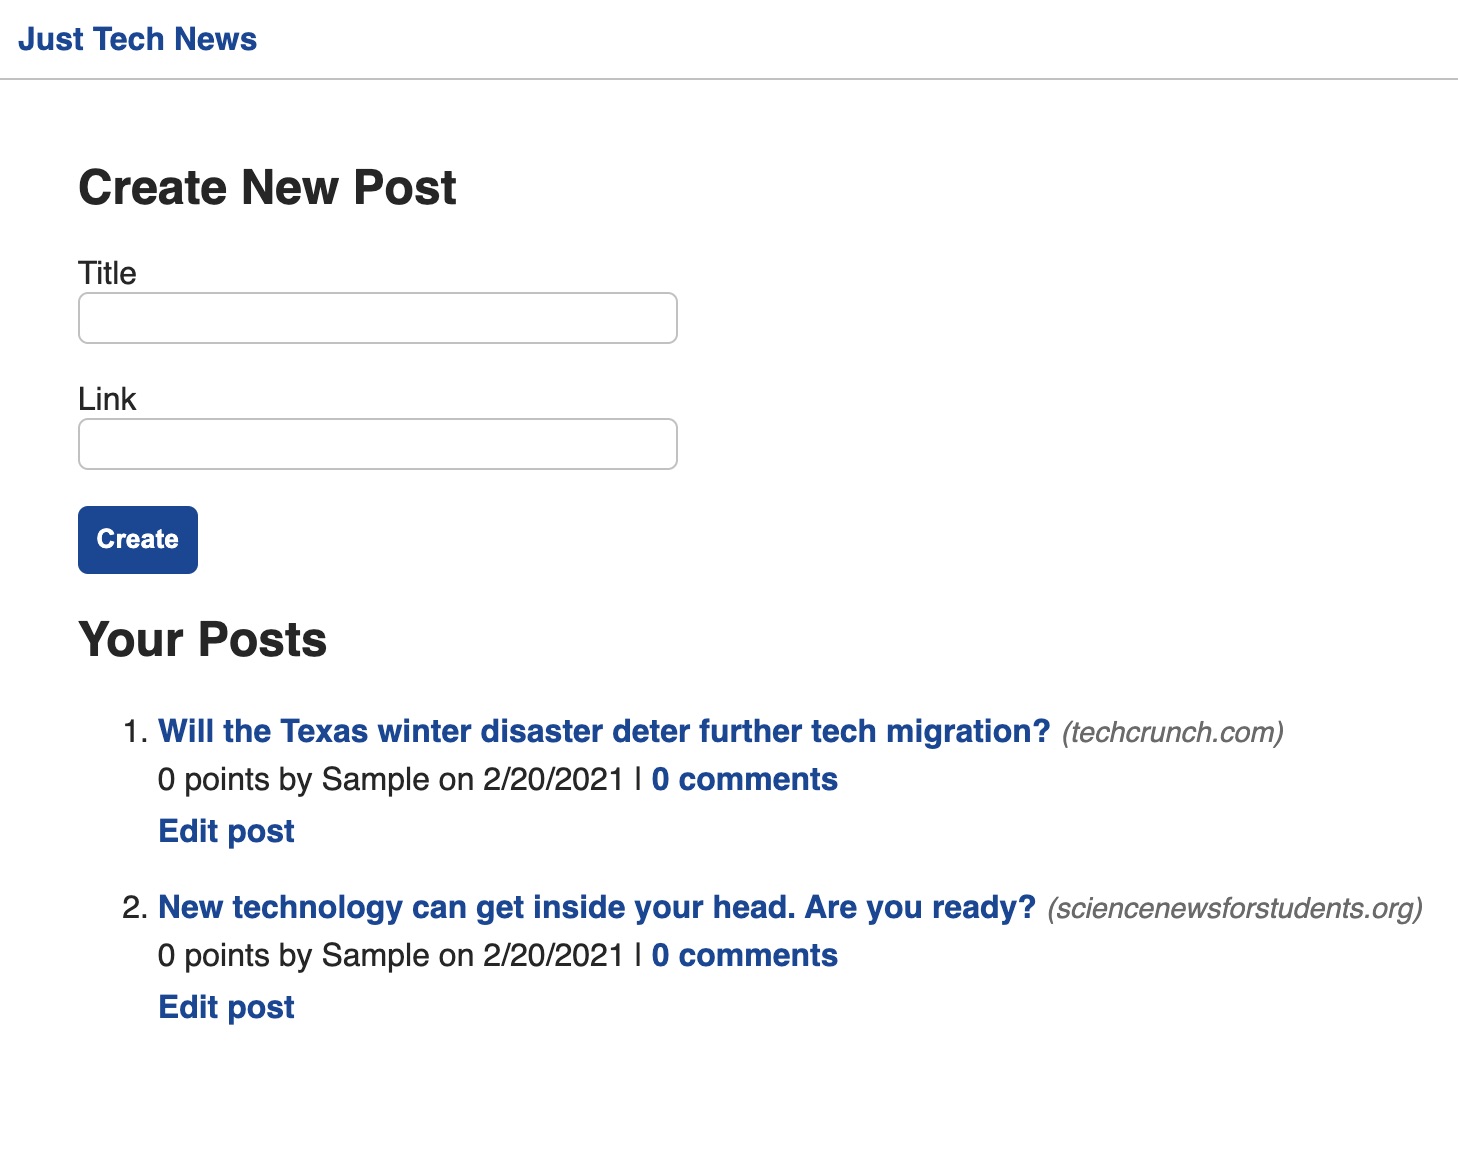 Just Tech News
Create New Post
Title
Link
Create
Your Posts
1. Will the Texas winter disaster deter further tech migration? (techcrunch.com)
0 points by Sample on 2/20/2021 | 0 comments
Edit post
2. New technology can get inside your head. Are you ready? (sciencenewsforstudents.org)
0 points by Sample on 2/20/2021 | 0 comments
Edit post